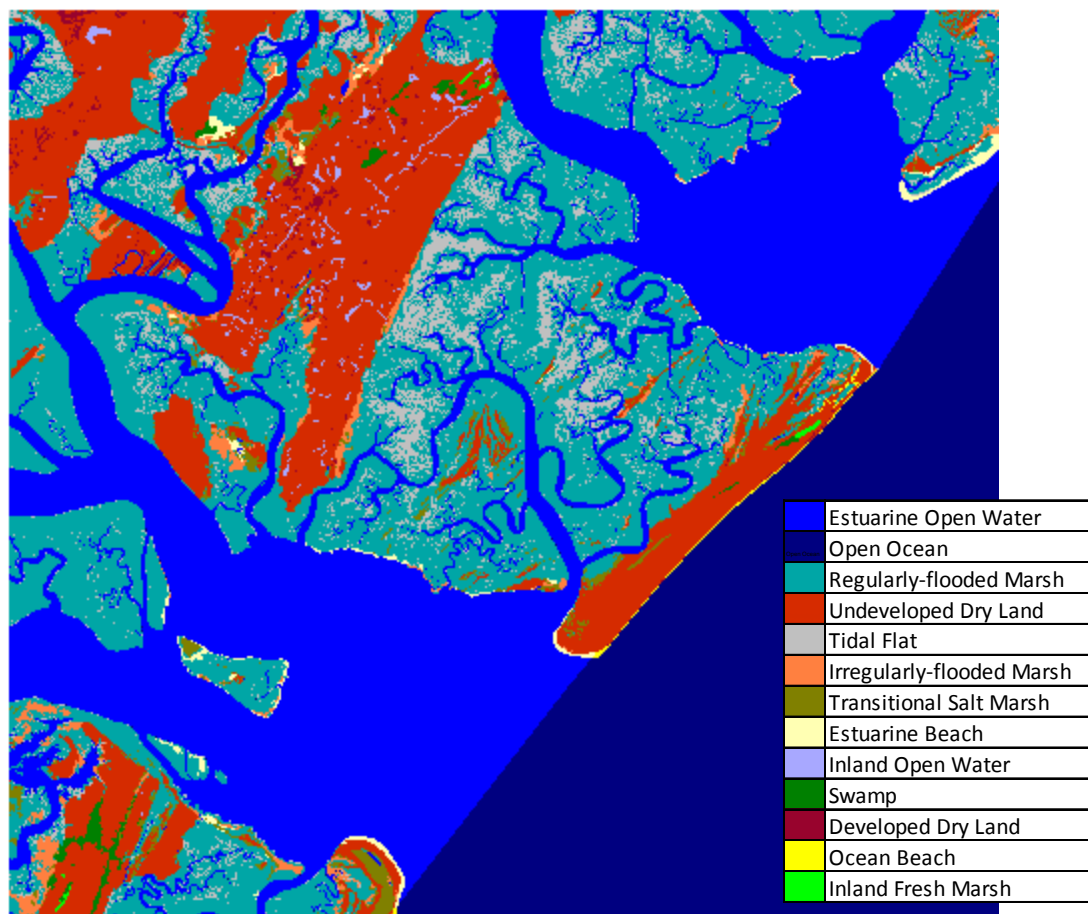 Estuarine Open Water
Open Ocean
Regularly-flooded Marsh
Undeveloped Dry Land
Tidal Flat
Irregularly-flooded Marsh
Transitional Salt Marsh
Estuarine Beach
Inland Open Water
Swamp
Developed Dry Land
Ocean Beach
Inland Fresh Marsh